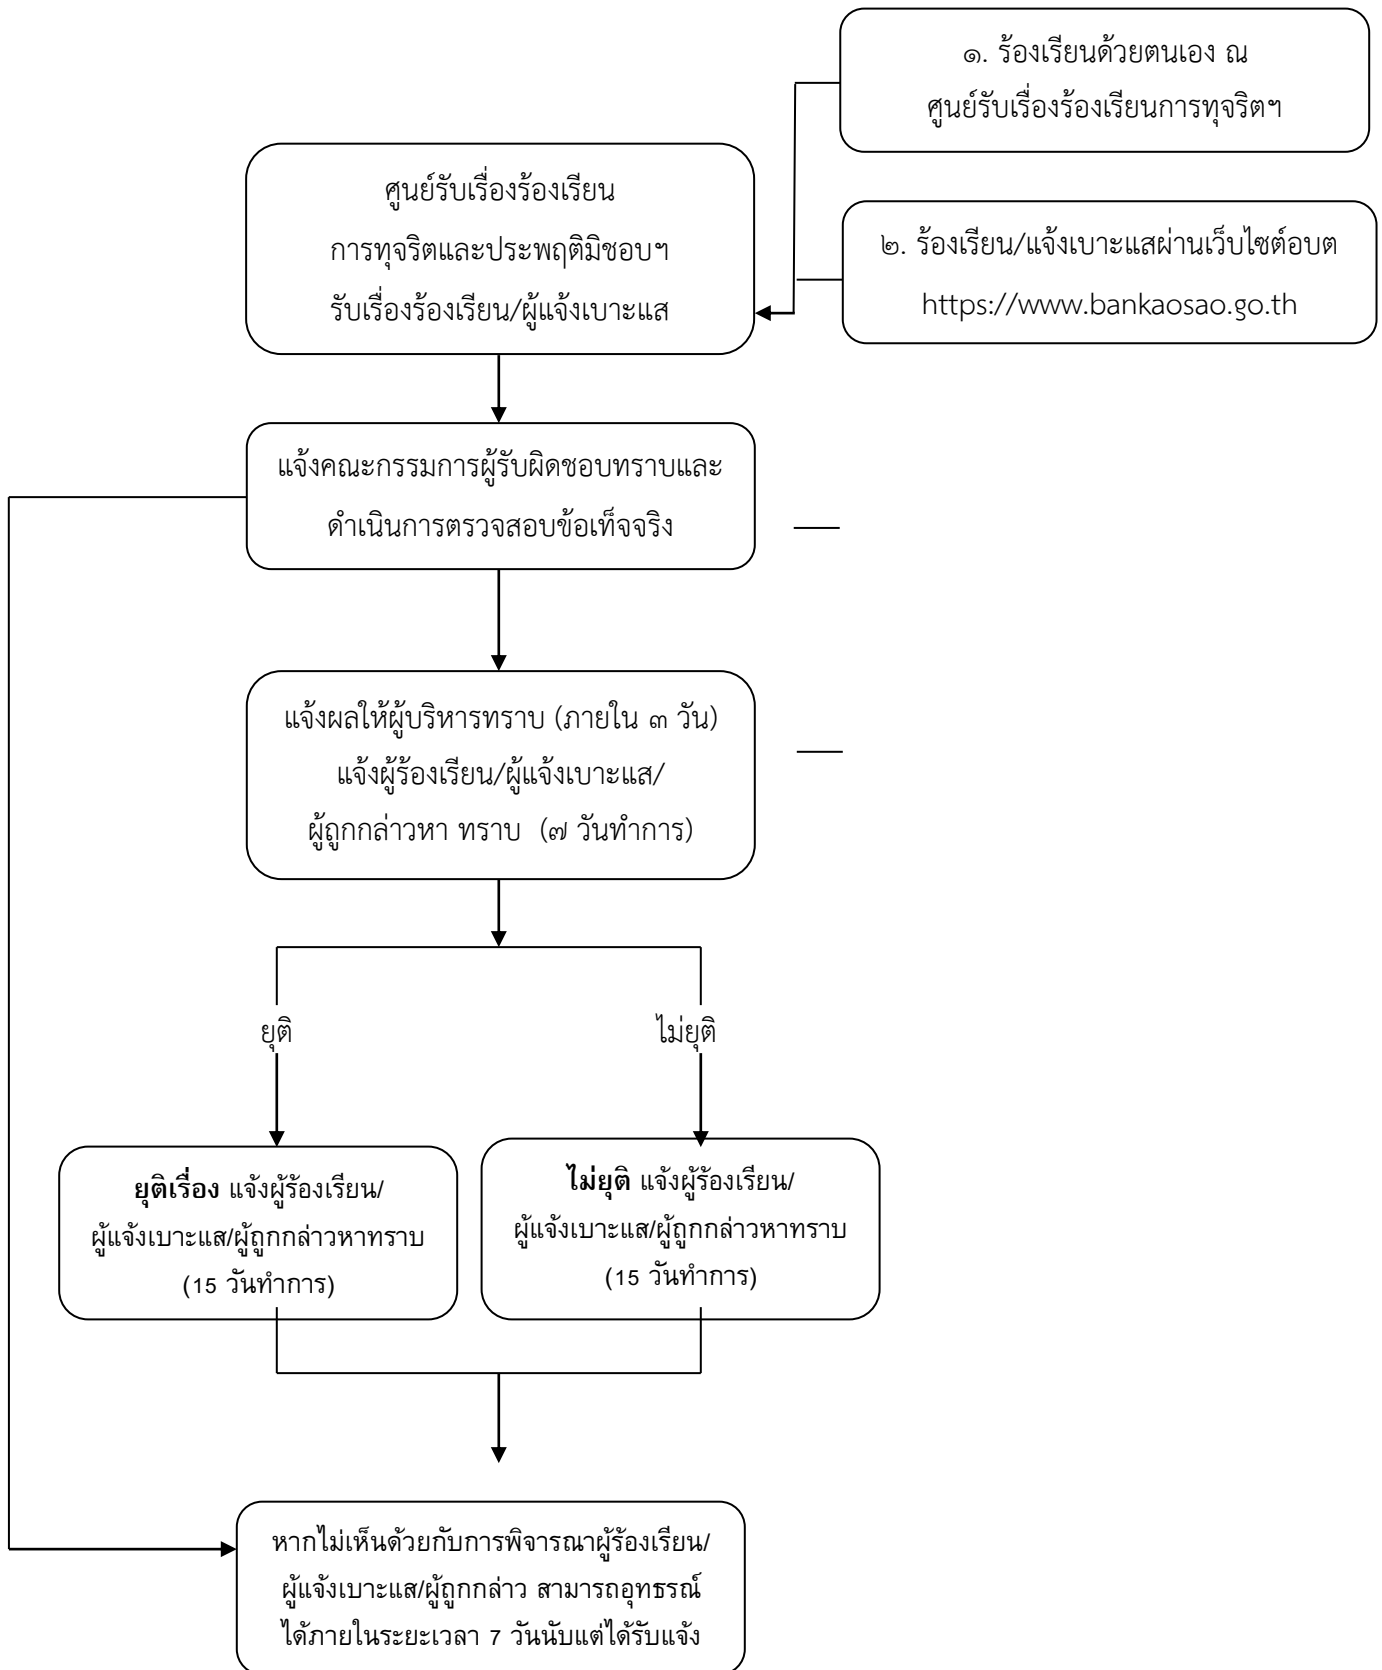 ๑. ร้องเรียนด้วยตนเอง ณ
ศูนย์รับเรื่องร้องเรียนการทุจริตฯ
ศูนย์รับเรื่องร้องเรียน
การทุจริตและประพฤติมิชอบฯ
รับเรื่องร้องเรียน/ผู้แจ้งเบาะแส
๒. ร้องเรียน/แจ้งเบาะแสผ่านเว็บไซต์อบต
https://www.bankaosao.go.th
แจ้งคณะกรรมการผู้รับผิดชอบทราบและ
ดำเนินการตรวจสอบข้อเท็จจริง
แจ้งผลให้ผู้บริหารทราบ (ภายใน ๓ วัน)
แจ้งผู้ร้องเรียน/ผู้แจ้งเบาะแส/
ผู้ถูกกล่าวหา ทราบ (๗ วันทำการ)
ยุติ
ไม่ยุติ
ยุติเรื่อง แจ้งผู้ร้องเรียน/
ผู้แจ้งเบาะแส/ผู้ถูกกล่าวหาทราบ
(15 วันทำการ)
ไม่ยุติ แจ้งผู้ร้องเรียน/
ผู้แจ้งเบาะแส/ผู้ถูกกล่าวหาทราบ
(15 วันทำการ)
หากไม่เห็นด้วยกับการพิจารณาผู้ร้องเรียน/
ผู้แจ้งเบาะแส/ผู้ถูกกล่าว สามารถอุทธรณ์
ได้ภายในระยะเวลา 7 วันนับแต่ได้รับแจ้ง